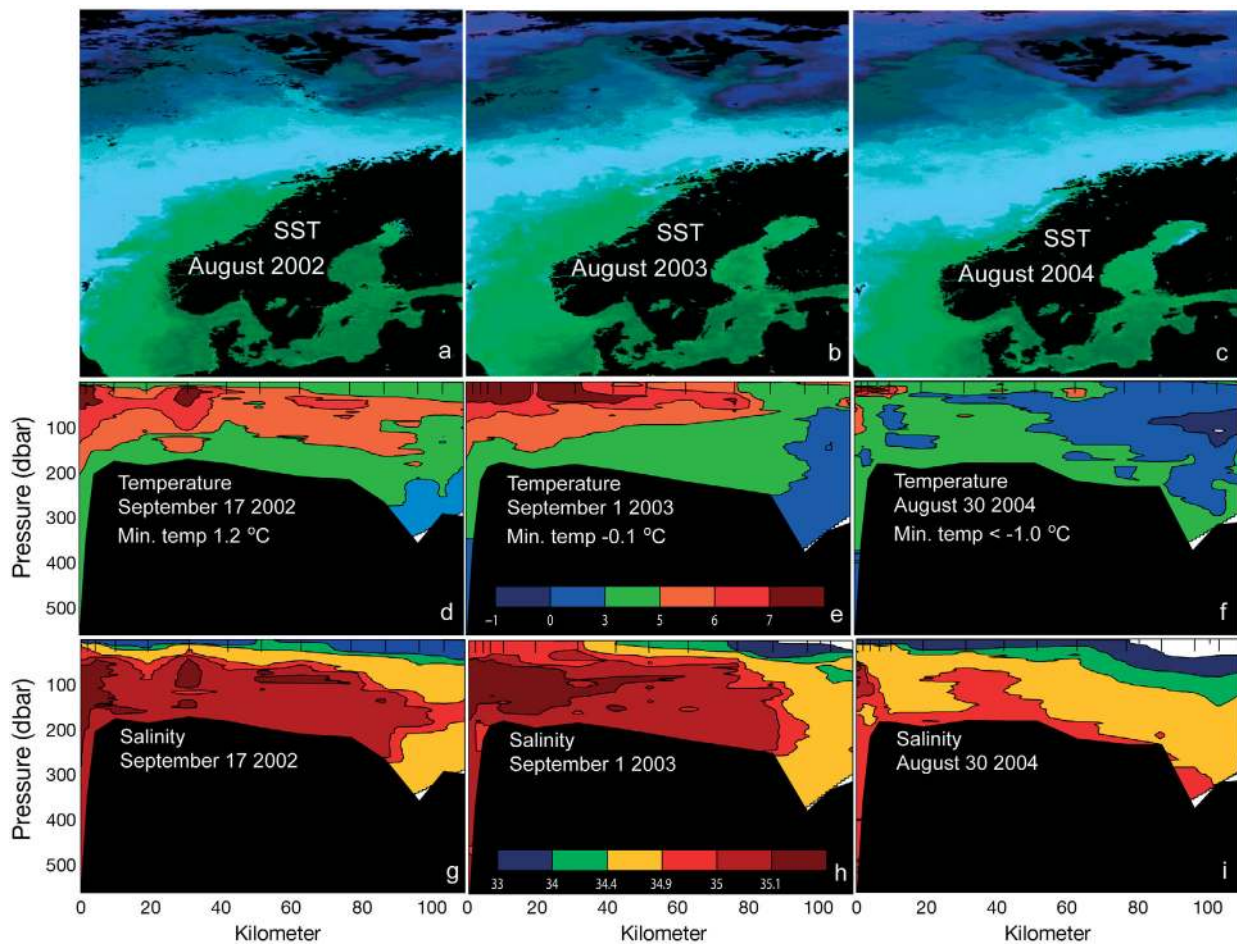 SST
August 2002
a
SST
August 2003
b
SST
August 2004
c
Pressure (dbar)
100
200
300
400
500
Temperature
September 17 2002
Min. temp 1.2 °C
d
Temperature
September 1 2003
Min. temp -0.1 °C
-1 0 3 5 6 7
e
Temperature
August 30 2004
Min. temp < -1.0 °C
f
Pressure (dbar)
100
200
300
400
500
Salinity
September 17 2002
g
Salinity
September 1 2003
33 34 34.4 34.9 35 35.1
h
Salinity
August 30 2004
i
0 20 40 60 80 100
0 20 40 60 80 100
0 20 40 60 80 100
Kilometer
Kilometer
Kilometer